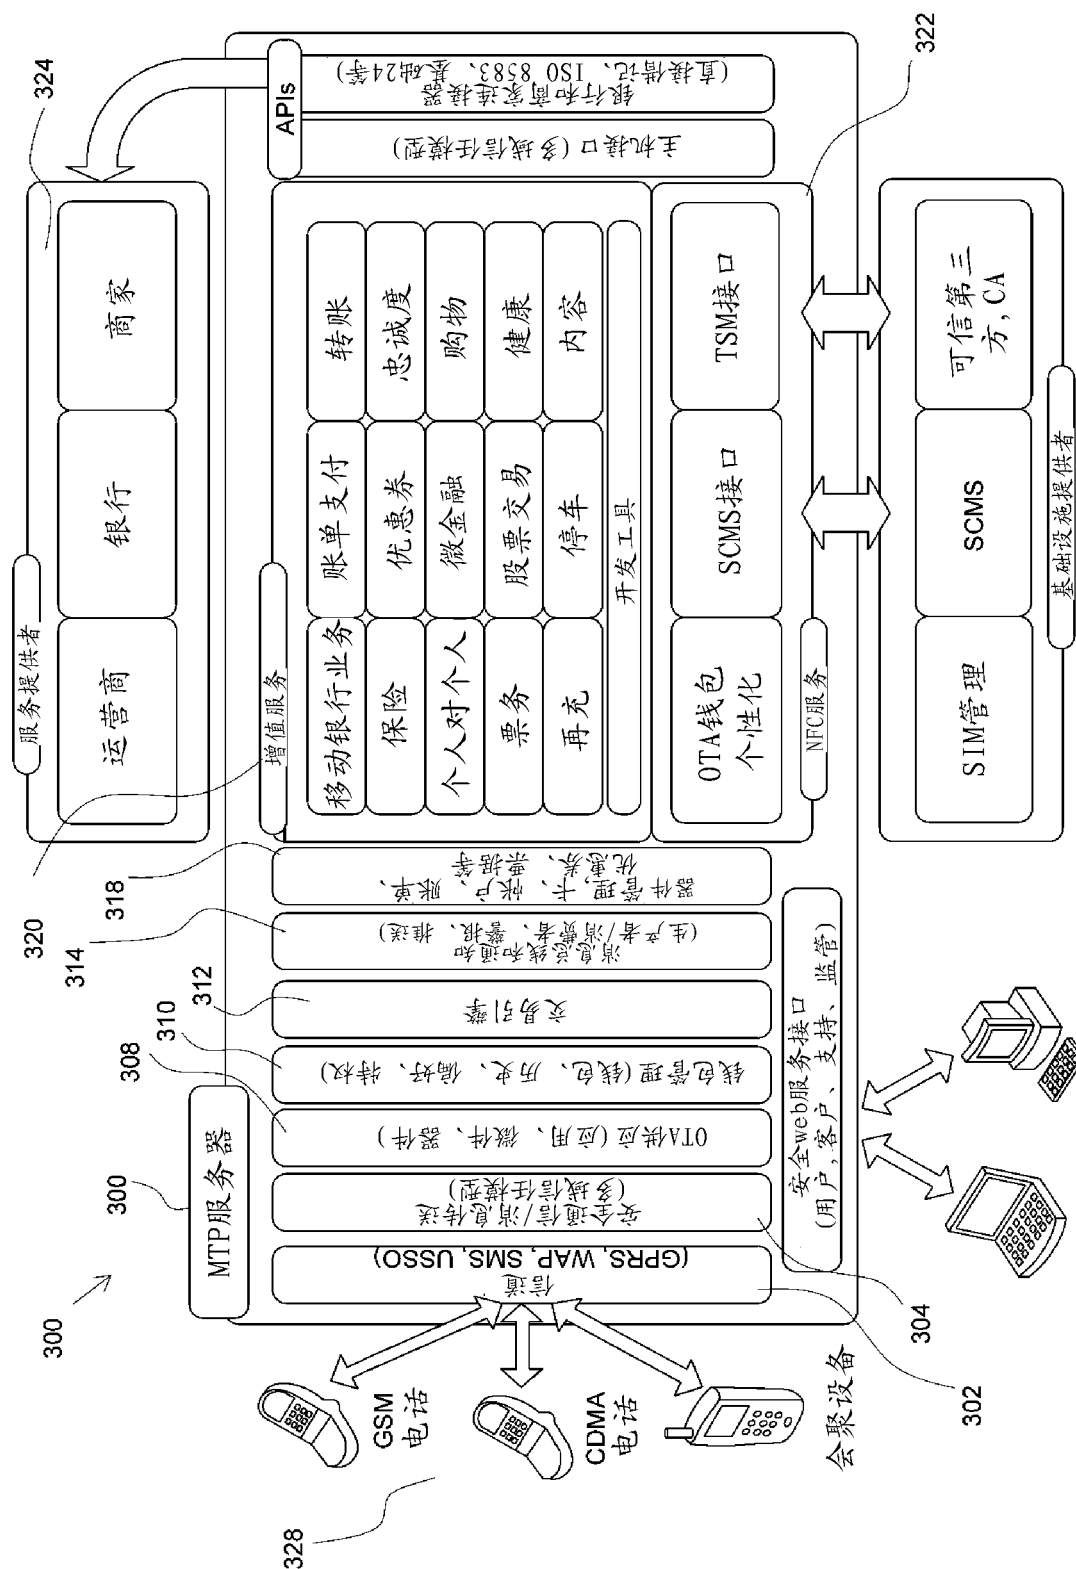 300
MTP服务器
300
328
GSM
电话
CDMA
电话
会聚设备
302
304
308
310
312
314
318
320
322
324
信道
(GPRS, WAP, SMS, USSO)
安全通信/消息传送
(多域信任模型)
OTA供应(应用、微件、器件)
钱包管理(钱包、历史、偏好、特权)
交易引擎
消息总线和通知
(生产者/消费者、警报、推送)
器件管理,卡、帐户、账单、
优惠券、票据等
服务提供者
运营商
银行
商家
增值服务
移动银行业务
账单支付
转账
保险
优惠券
忠诚度
个人对个人
微金融
购物
票务
股票交易
健康
再充
停车
内容
开发工具
OTA钱包
个性化
SCMS接口
TSM接口
NFC服务
主机接口(多域信任模型)
APIs
银行和商家连接器
(直接借记、ISO 8583、基础24等)
安全web服务接口
(用户,客户、支持、监管)
SIM管理
SCMS
可信第三
方,CA
基础设施提供者